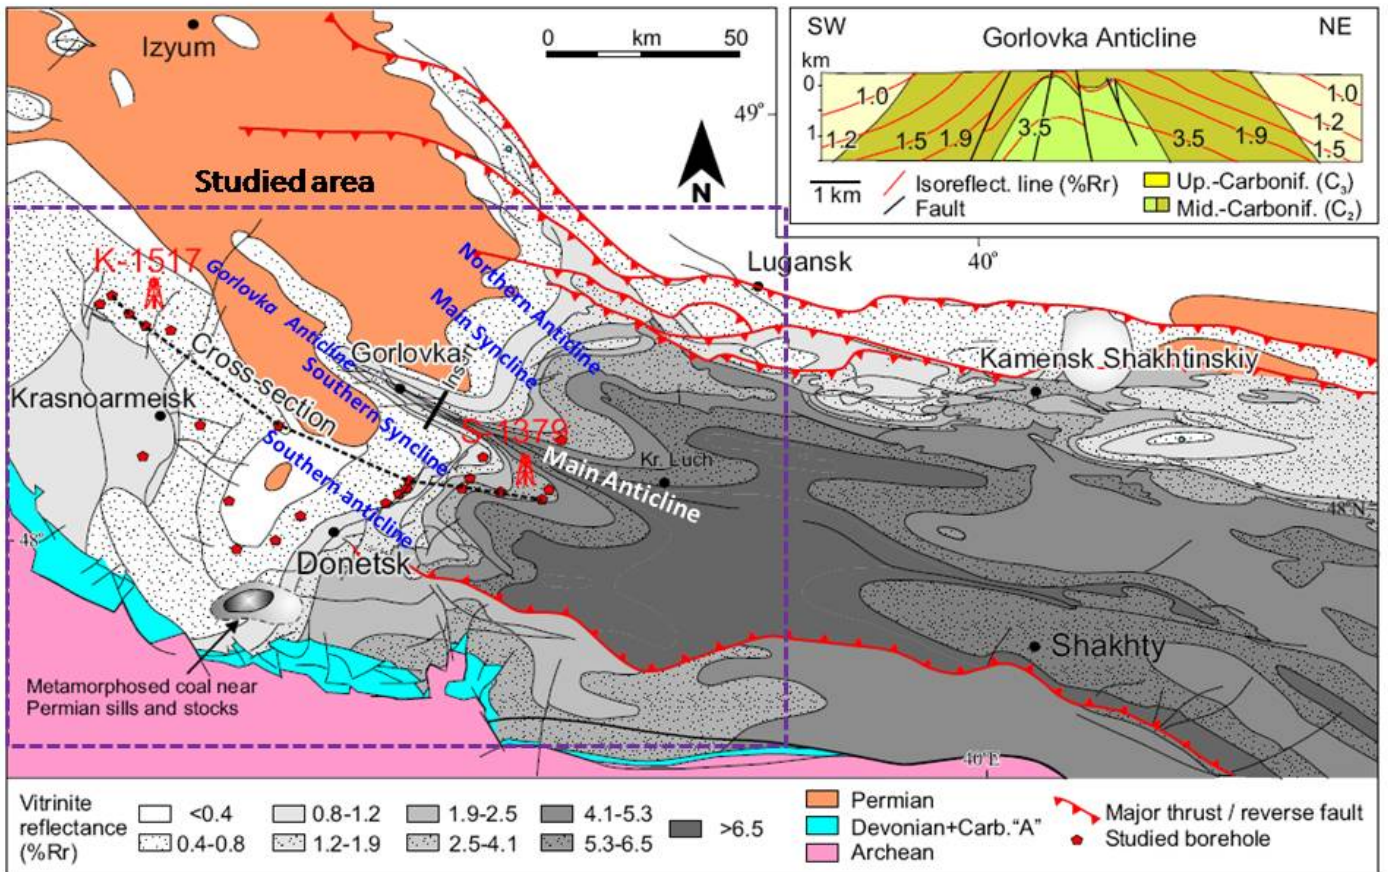 Izyum
0 km 50
49°
N
Studied area
K-1517
Gorlovka Anticline
Northern Anticline
Main Syncline
Lugansk
40°
Gorlovka
Cross-section
Southern Syncline
Kamensk Shakhtinskiy
Krasnoarmeisk
S-1379
Kr. Luch
Main Anticline
Southern anticline
48°
48 N
Donetsk
Shakhty
Metamorphosed coal near
Permian sills and stocks
40°E
SW NE
Gorlovka Anticline
km
0
1
1.0 1.0
1.2 1.5 1.9 3.5 3.5 1.9 1.2
1.5
1 km
Isoreflect. line (%Rr)
Fault
Up.-Carbonif. (C₃)
Mid.-Carbonif. (C₂)
Vitrinite
reflectance
(%Rr)
<0.4 0.8-1.2 1.9-2.5 4.1-5.3 >6.5
0.4-0.8 1.2-1.9 2.5-4.1 5.3-6.5
Permian
Devonian+Carb."A"
Archean
Major thrust / reverse fault
Studied borehole